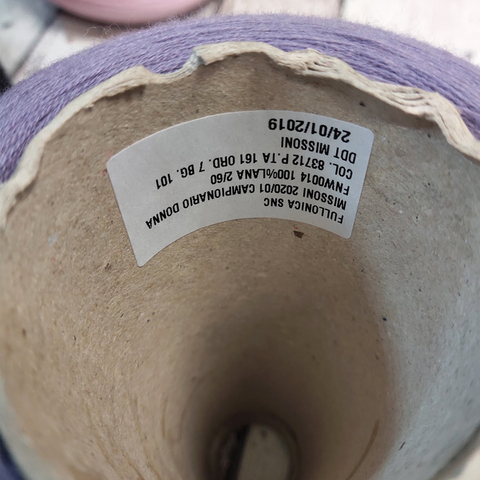 FULLONICA SNC
MISSONI 2020/01 CAMPIONARIO DONNA
FNW0014 100%LANA 2/60
COL. 83712 P.TA 161 ORD. 7 BG. 101
DDT MISSONI
24/01/2019